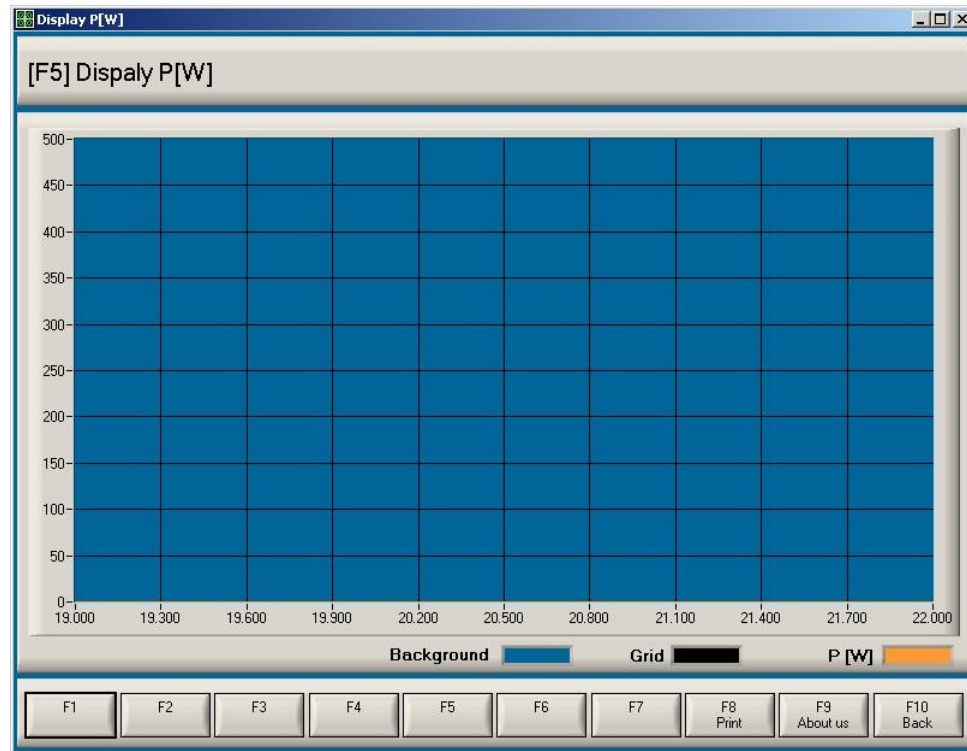 Display P[W]
[F5] Dispaly P[W]
500
450
400
350
300
250
200
150
100
50
0
19.000 19.300 19.600 19.900 20.200 20.500 20.800 21.100 21.400 21.700 22.000
Background Grid P [W]
F1 F2 F3 F4 F5 F6 F7 F8 F9 F10
Print About us Back